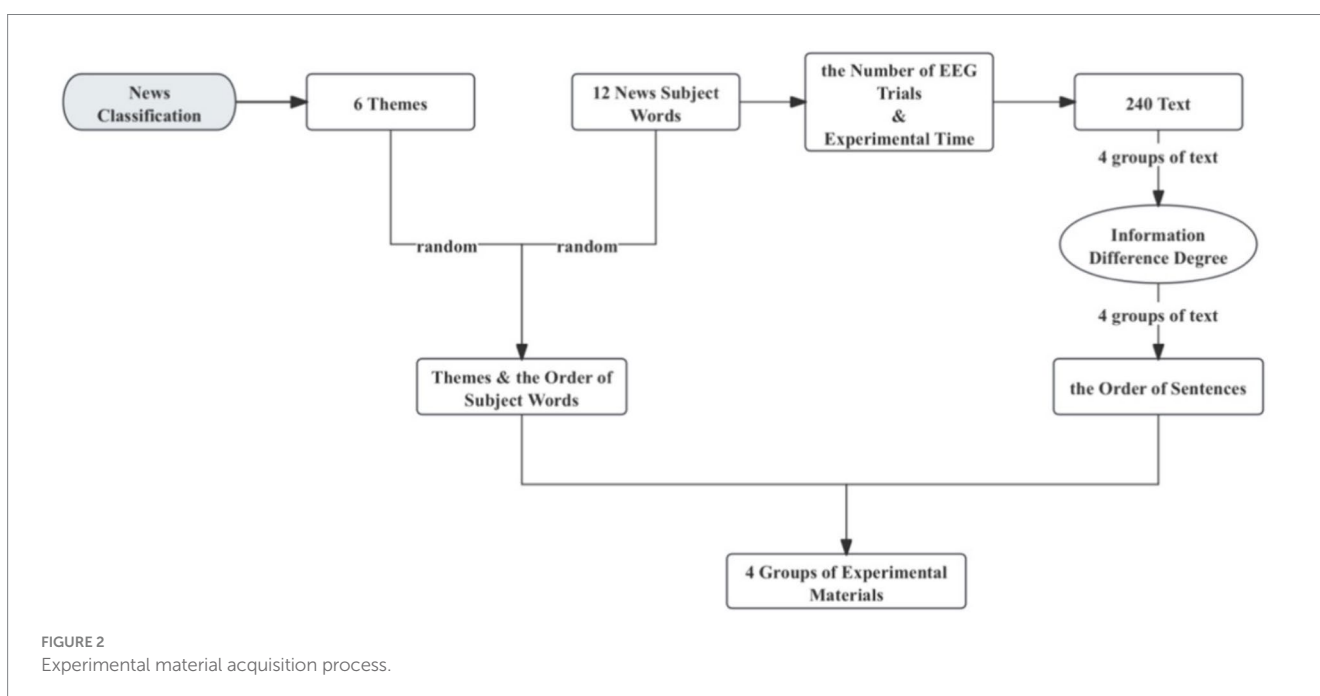 News
Classification
6 Themes
12 News Subject
Words
the Number of EEG
Trials
&
Experimental Time
240 Text
4 groups of text
Information
Difference Degree
4 groups of text
random
random
Themes & the Order of
Subject Words
the Order of Sentences
4 Groups of Experimental
Materials
FIGURE 2
Experimental material acquisition process.